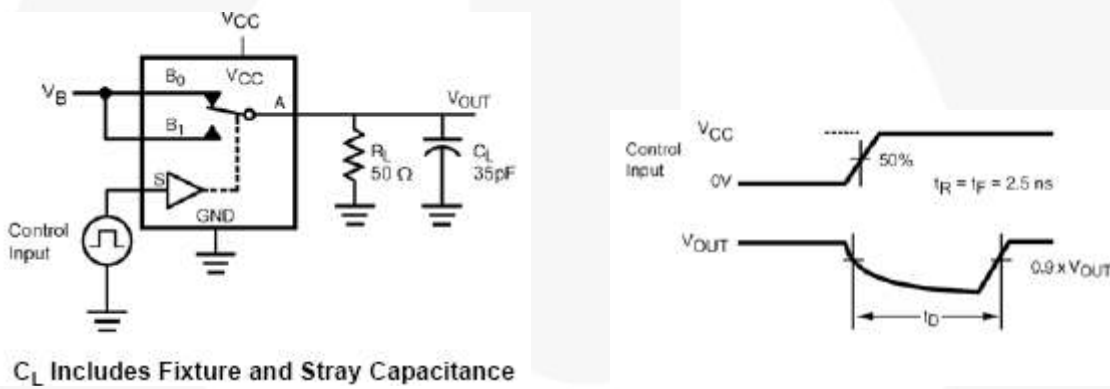 VCC
VCC
VB
B0
B1
A
VOUT
RL
50 Ω
CL
35pF
S
GND
Control
Input
CL Includes Fixture and Stray Capacitance
VCC
Control
Input
50%
0V
tR = tF = 2.5 ns
VOUT
0.9 x VOUT
tD